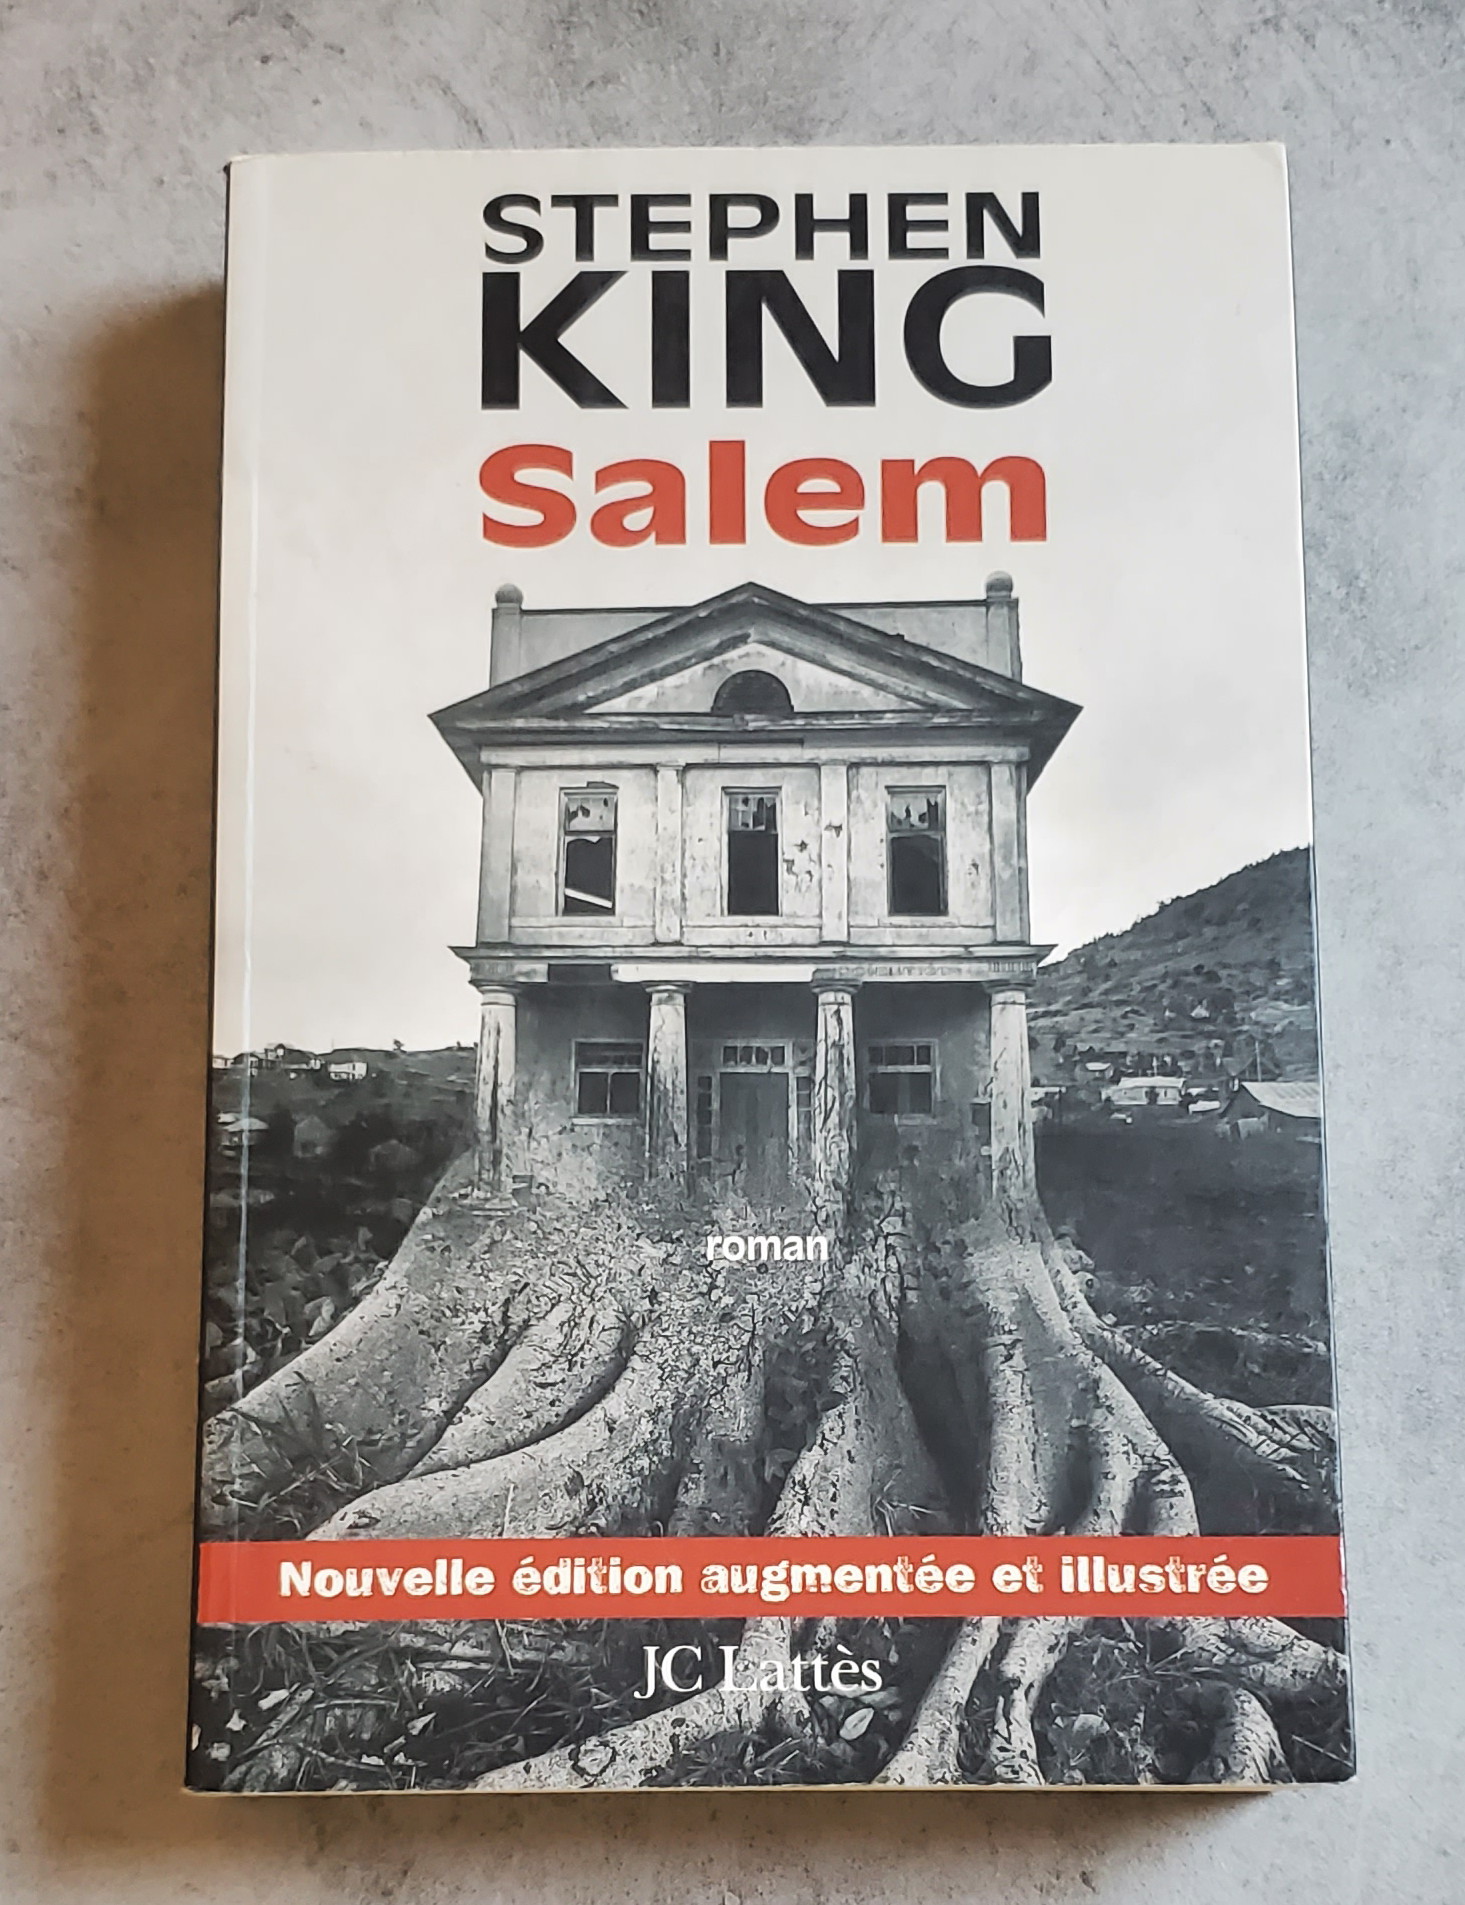 STEPHEN
KING
Salem
roman
Nouvelle édition augmentée et illustrée
JC Lattès